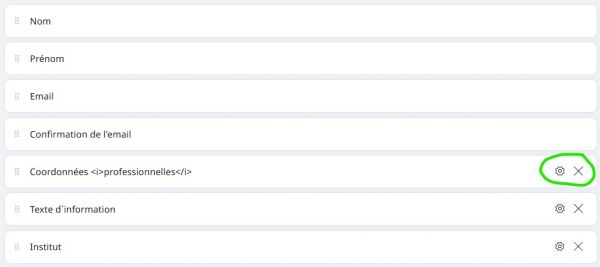 Nom
Prénom
Email
Confirmation de l'email
Coordonnées <i>professionnelles</i>
Texte d`information
Institut